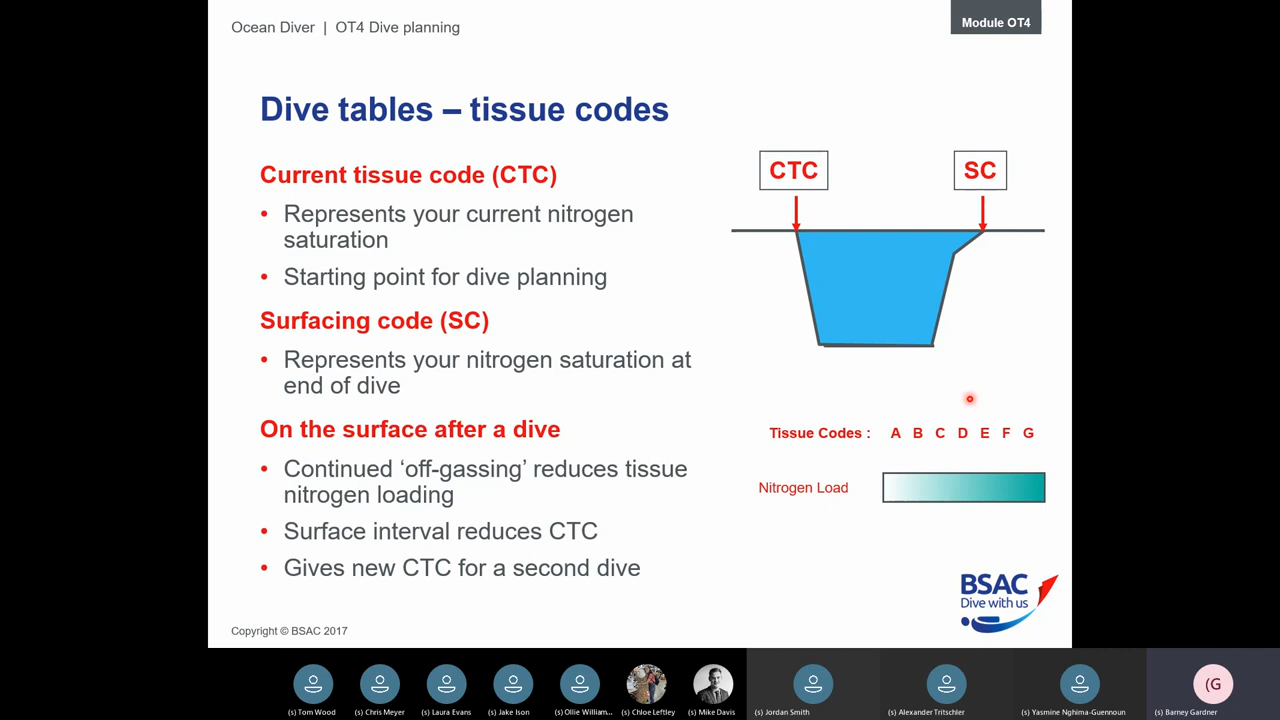 Ocean Diver | OT4 Dive planning
Module OT4
Dive tables – tissue codes
Current tissue code (CTC)
• Represents your current nitrogen
saturation
• Starting point for dive planning
Surfacing code (SC)
• Represents your nitrogen saturation at
end of dive
On the surface after a dive
• Continued ‘off-gassing’ reduces tissue
nitrogen loading
• Surface interval reduces CTC
• Gives new CTC for a second dive
CTC
SC
Tissue Codes : A B C D E F G
Nitrogen Load
BSAC
Dive with us
Copyright © BSAC 2017
(G
(s) Tom Wood
(s) Chris Meyer
(s) Laura Evans
(s) Jake Ison
(s) Ollie William...
(s) Chloe Leftley
(s) Mike Davis
(s) Jordan Smith
(s) Alexander Tritschler
(s) Yasmine Nghima-Guennoun
(s) Barney Gardner